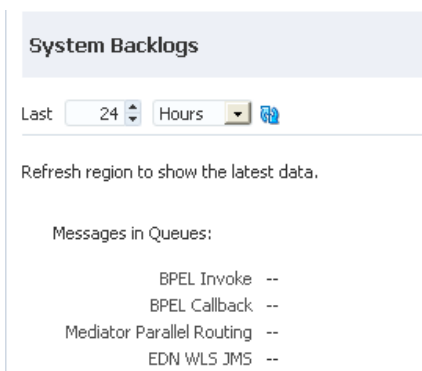 System Backlogs
Last 24 Hours
Refresh region to show the latest data.
Messages in Queues:
BPEL Invoke --
BPEL Callback --
Mediator Parallel Routing --
EDN WLS JMS --